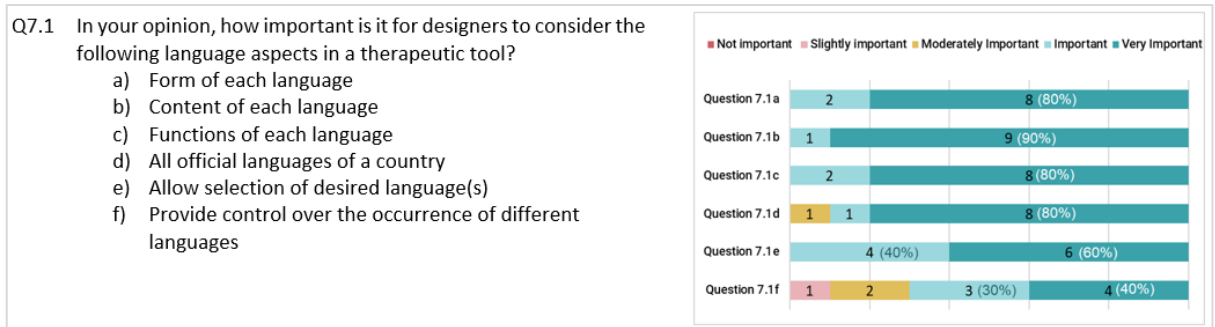 Q7.1 In your opinion, how important is it for designers to consider the
following language aspects in a therapeutic tool?
a) Form of each language
b) Content of each language
c) Functions of each language
d) All official languages of a country
e) Allow selection of desired language(s)
f) Provide control over the occurrence of different
languages
Not important Slightly important Moderately Important Important Very Important
Question 7.1a 2 8 (80%)
Question 7.1b 1 9 (90%)
Question 7.1c 2 8 (80%)
Question 7.1d 1 1 8 (80%)
Question 7.1e 4 (40%) 6 (60%)
Question 7.1f 1 2 3 (30%) 4 (40%)